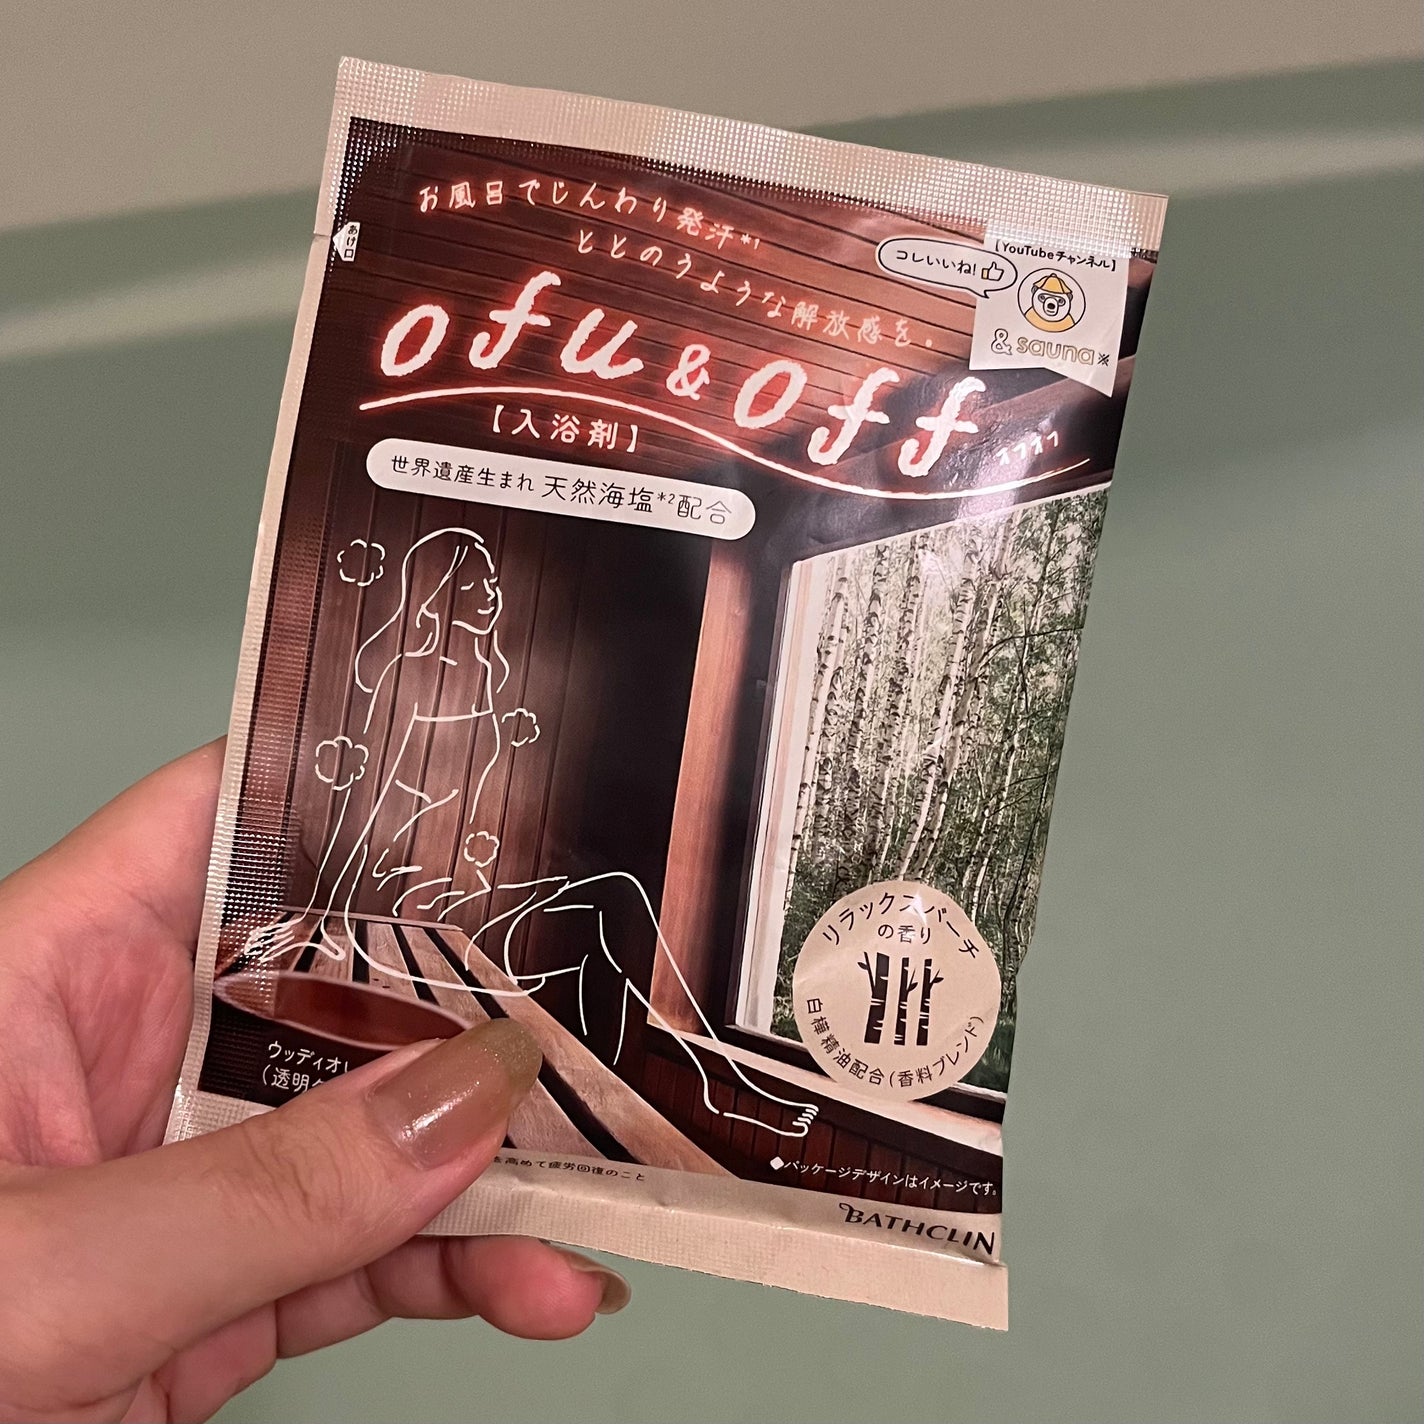 お風呂でじんわり発汗*1
ととのうような解放感を。
あけ口
コレいいね!
【YouTubeチャンネル】
& sauna※
ofu & off
オフオフ
【入浴剤】
世界遺産生まれ 天然海塩*2配合
リラックスバーチ
の香り
白樺精油配合(香料ブレンド)
ウッディオ
(透明
を高めて疲労回復のこと
◆パッケージデザインはイメージです。
BATHCLIN